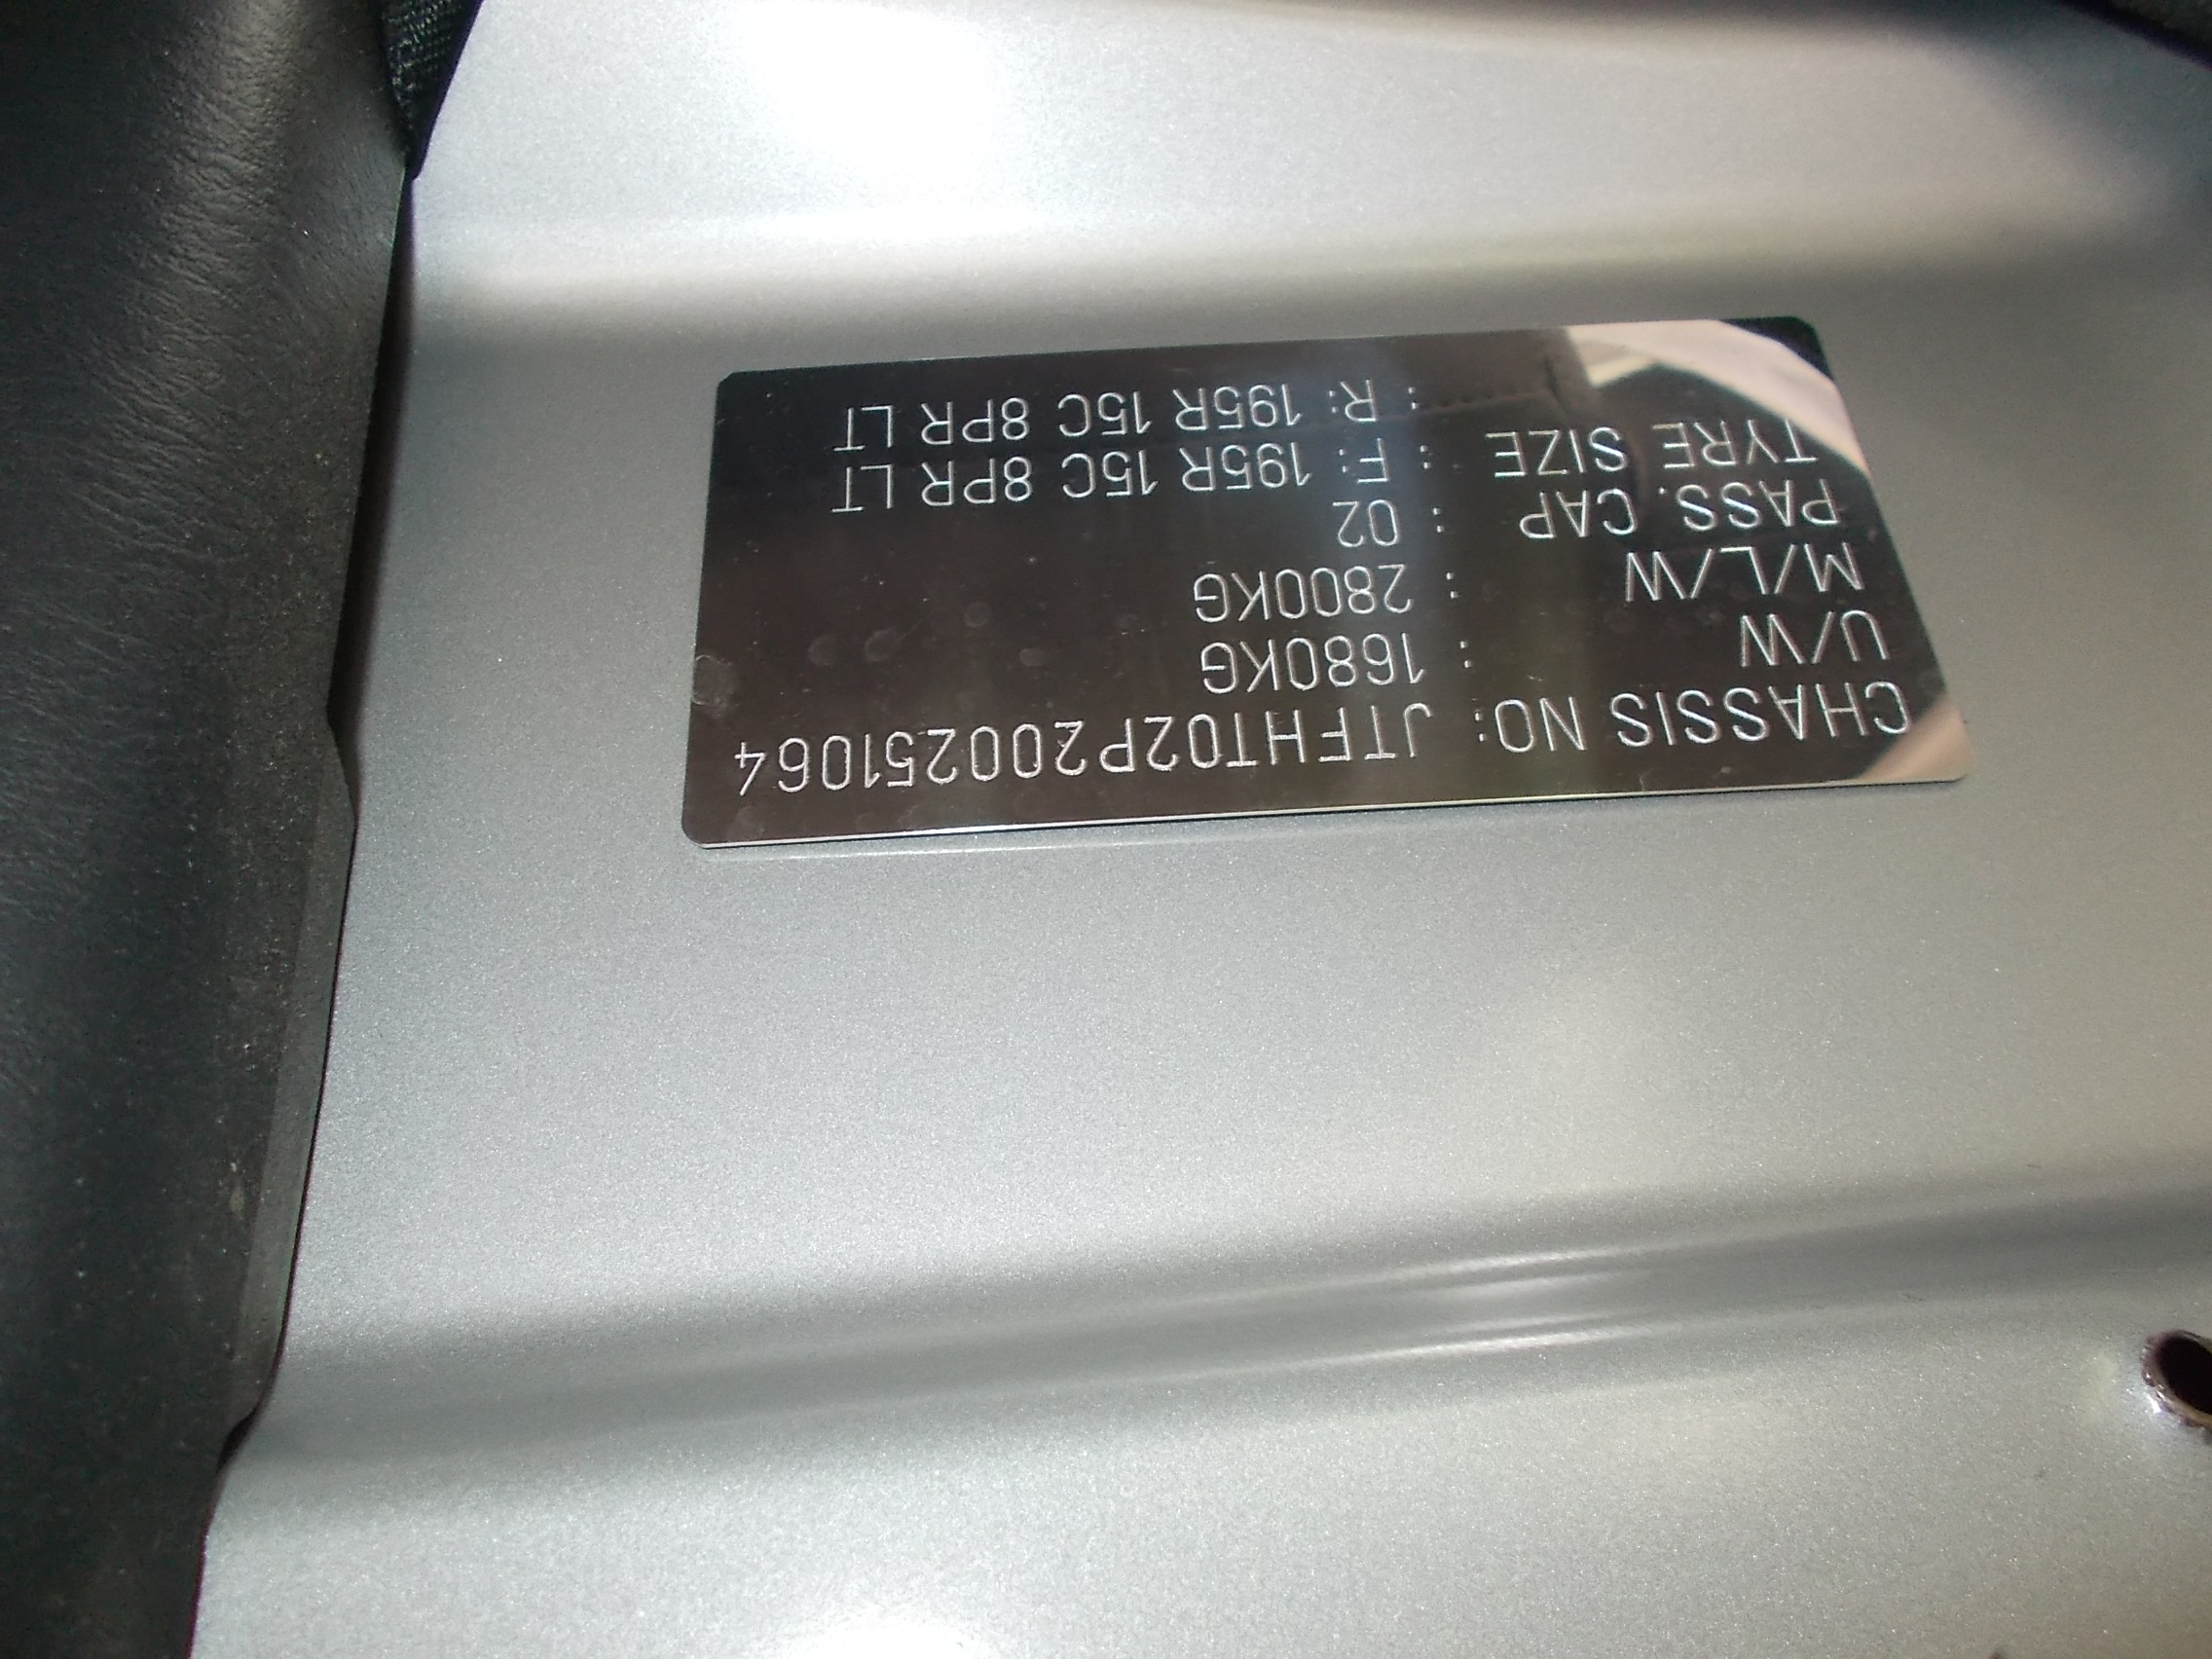 CHASSIS NO: JTFHT02P200251064
U/W : 1680KG
M/L/W : 2800KG
PASS. CAP : 02
TYRE SIZE : F: 195R 15C 8PR LT
: R: 195R 15C 8PR LT